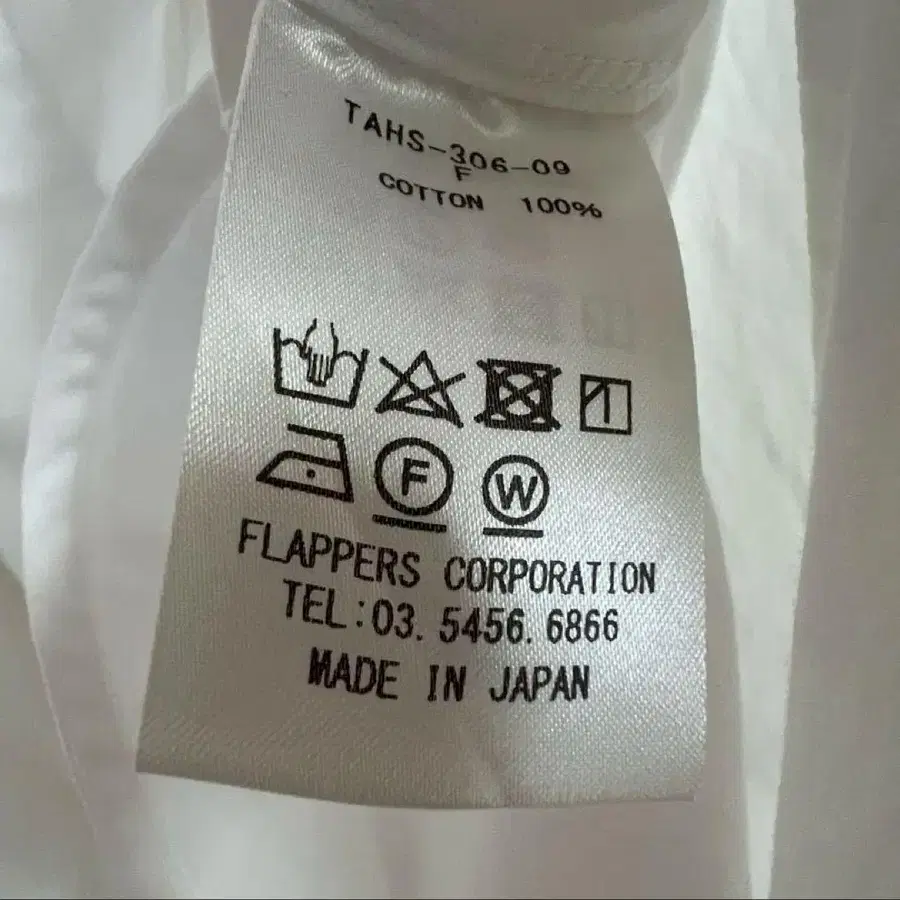 TAHS-306-09
F
COTTON 100%
F W
FLAPPERS CORPORATION
TEL:03. 5456. 6866
MADE IN JAPAN